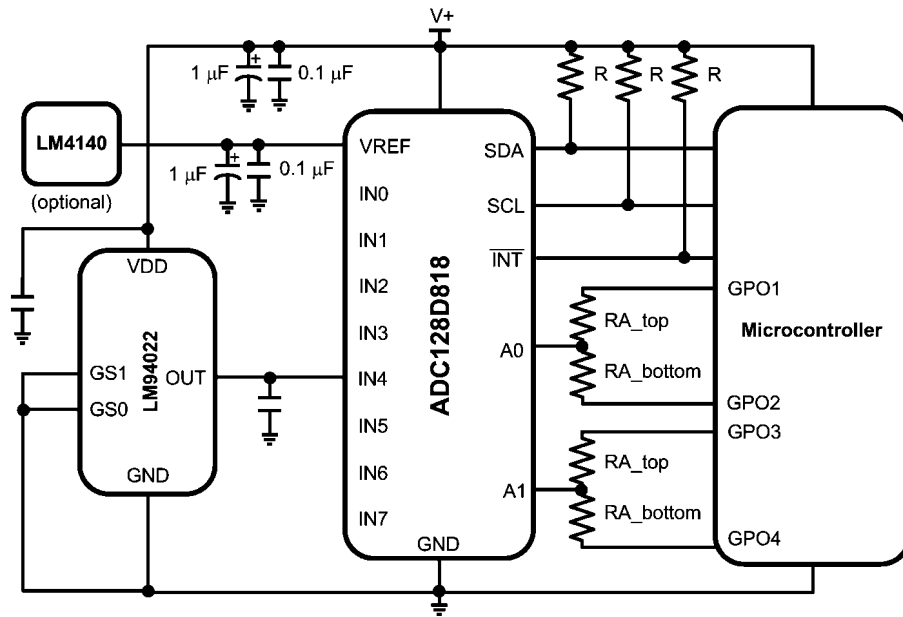 V+
1 µF
+
0.1 µF
R
R
R
LM4140
(optional)
1 µF
+
0.1 µF
VREF
IN0
IN1
IN2
IN3
IN4
IN5
IN6
IN7
GND
ADC128D818
SDA
SCL
INT
A0
A1
VDD
GS1
GS0
OUT
LM94022
GND
RA_top
RA_bottom
RA_top
RA_bottom
GPO1
Microcontroller
GPO2
GPO3
GPO4